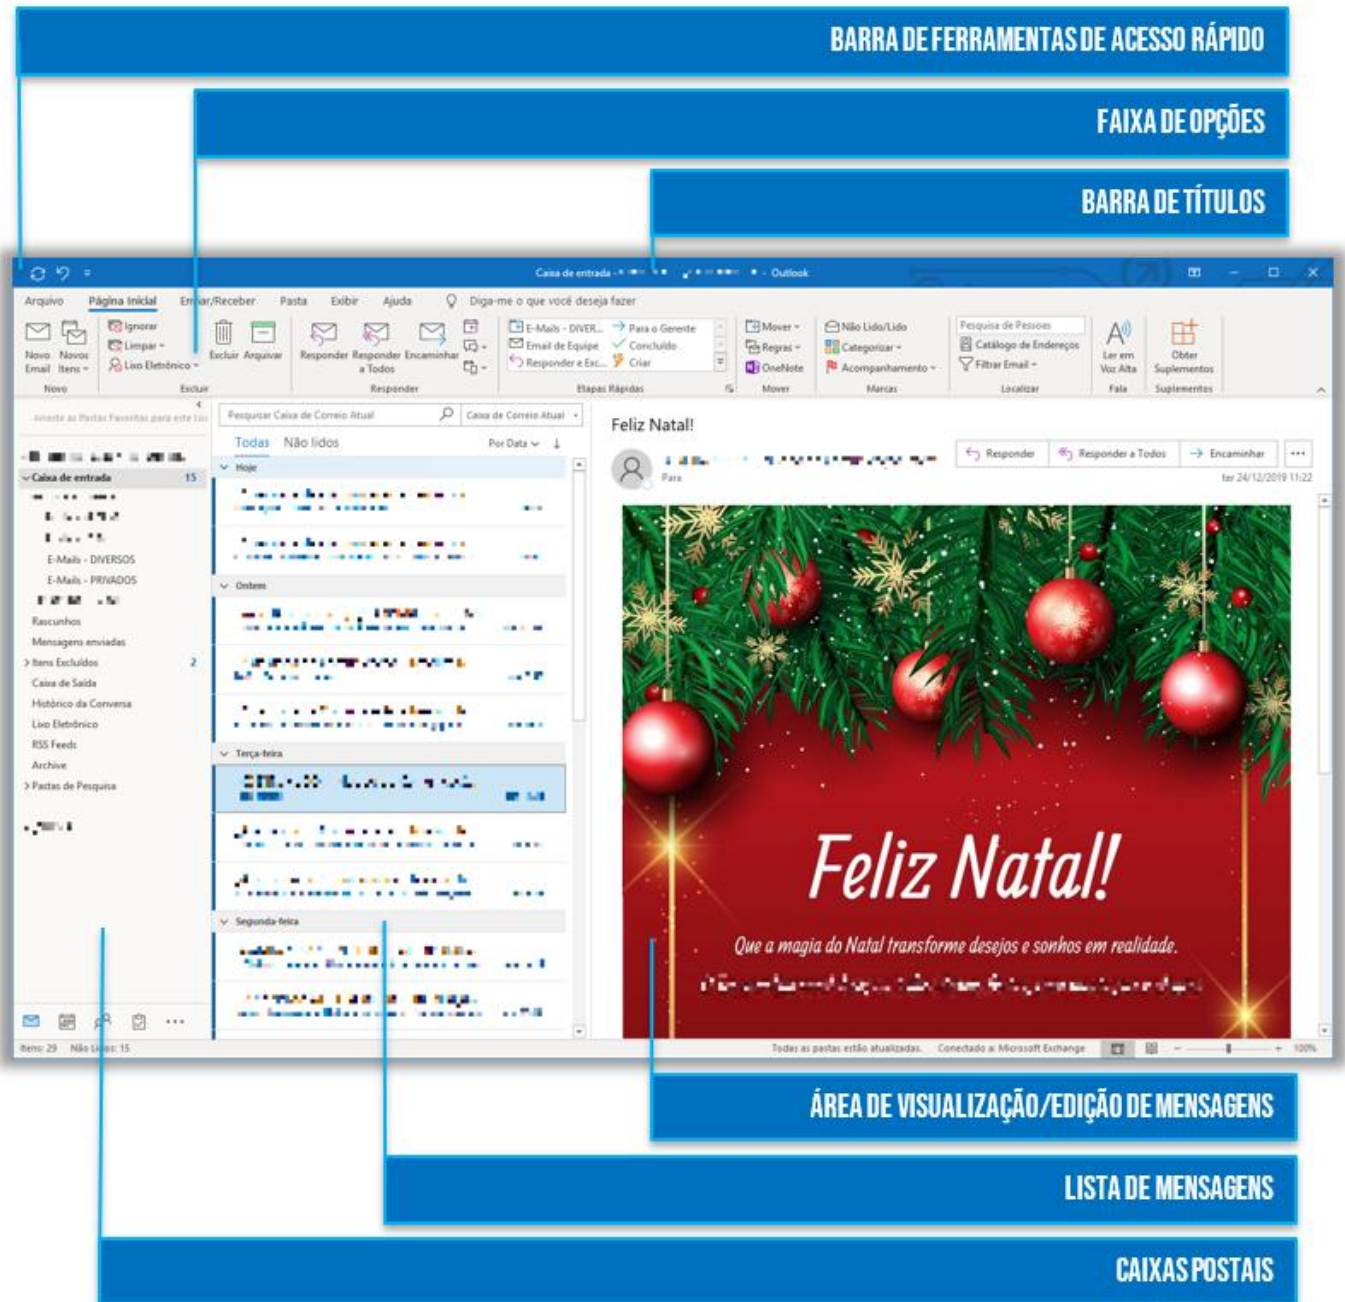 BARRA DE FERRAMENTAS DE ACESSO RÁPIDO
FAIXA DE OPÇÕES
BARRA DE TÍTULOS
Caixa de entrada - - Outlook
Arquivo Página Inicial Enviar/Receber Pasta Exibir Ajuda Diga-me o que você deseja fazer
Novo Email
Novos Itens
Novo
Ignorar
Limpar
Lixo Eletrônico
Excluir
Arquivar
Excluir
Responder
Responder a Todos
Encaminhar
Responder
E-Mails - DIVER...
Email de Equipe
Responder e Exc...
Para o Gerente
Concluído
Criar
Etapas Rápidas
Mover
Regras
OneNote
Mover
Não Lido/Lido
Categorizar
Acompanhamento
Marcas
Pesquisa de Pessoas
Catálogo de Endereços
Filtrar Email
Localizar
Ler em Voz Alta
Fala
Obter Suplementos
Suplementos
as Pastas Favoritas para este
Caixa de entrada 15
E-Mails - DIVERSOS
E-Mails - PRIVADOS
Rascunhos
Mensagens enviadas
Itens Excluídos 2
Caixa de Saída
Histórico da Conversa
Lixo Eletrônico
RSS Feeds
Archive
Pastas de Pesquisa
Pesquisar Caixa de Correio Atual
Caixa de Correio Atual
Todas Não lidos Por Data
Hoje
Ontem
Terça-feira
Segunda-feira
Feliz Natal!
Para
Responder Responder a Todos Encaminhar
ter 24/12/2019 11:22
Feliz Natal!
Que a magia do Natal transforme desejos e sonhos em realidade.
Itens: 29 Não Lidos: 15
Todas as pastas estão atualizadas. Conectado a: Microsoft Exchange 100%
ÁREA DE VISUALIZAÇÃO/EDIÇÃO DE MENSAGENS
LISTA DE MENSAGENS
CAIXAS POSTAIS